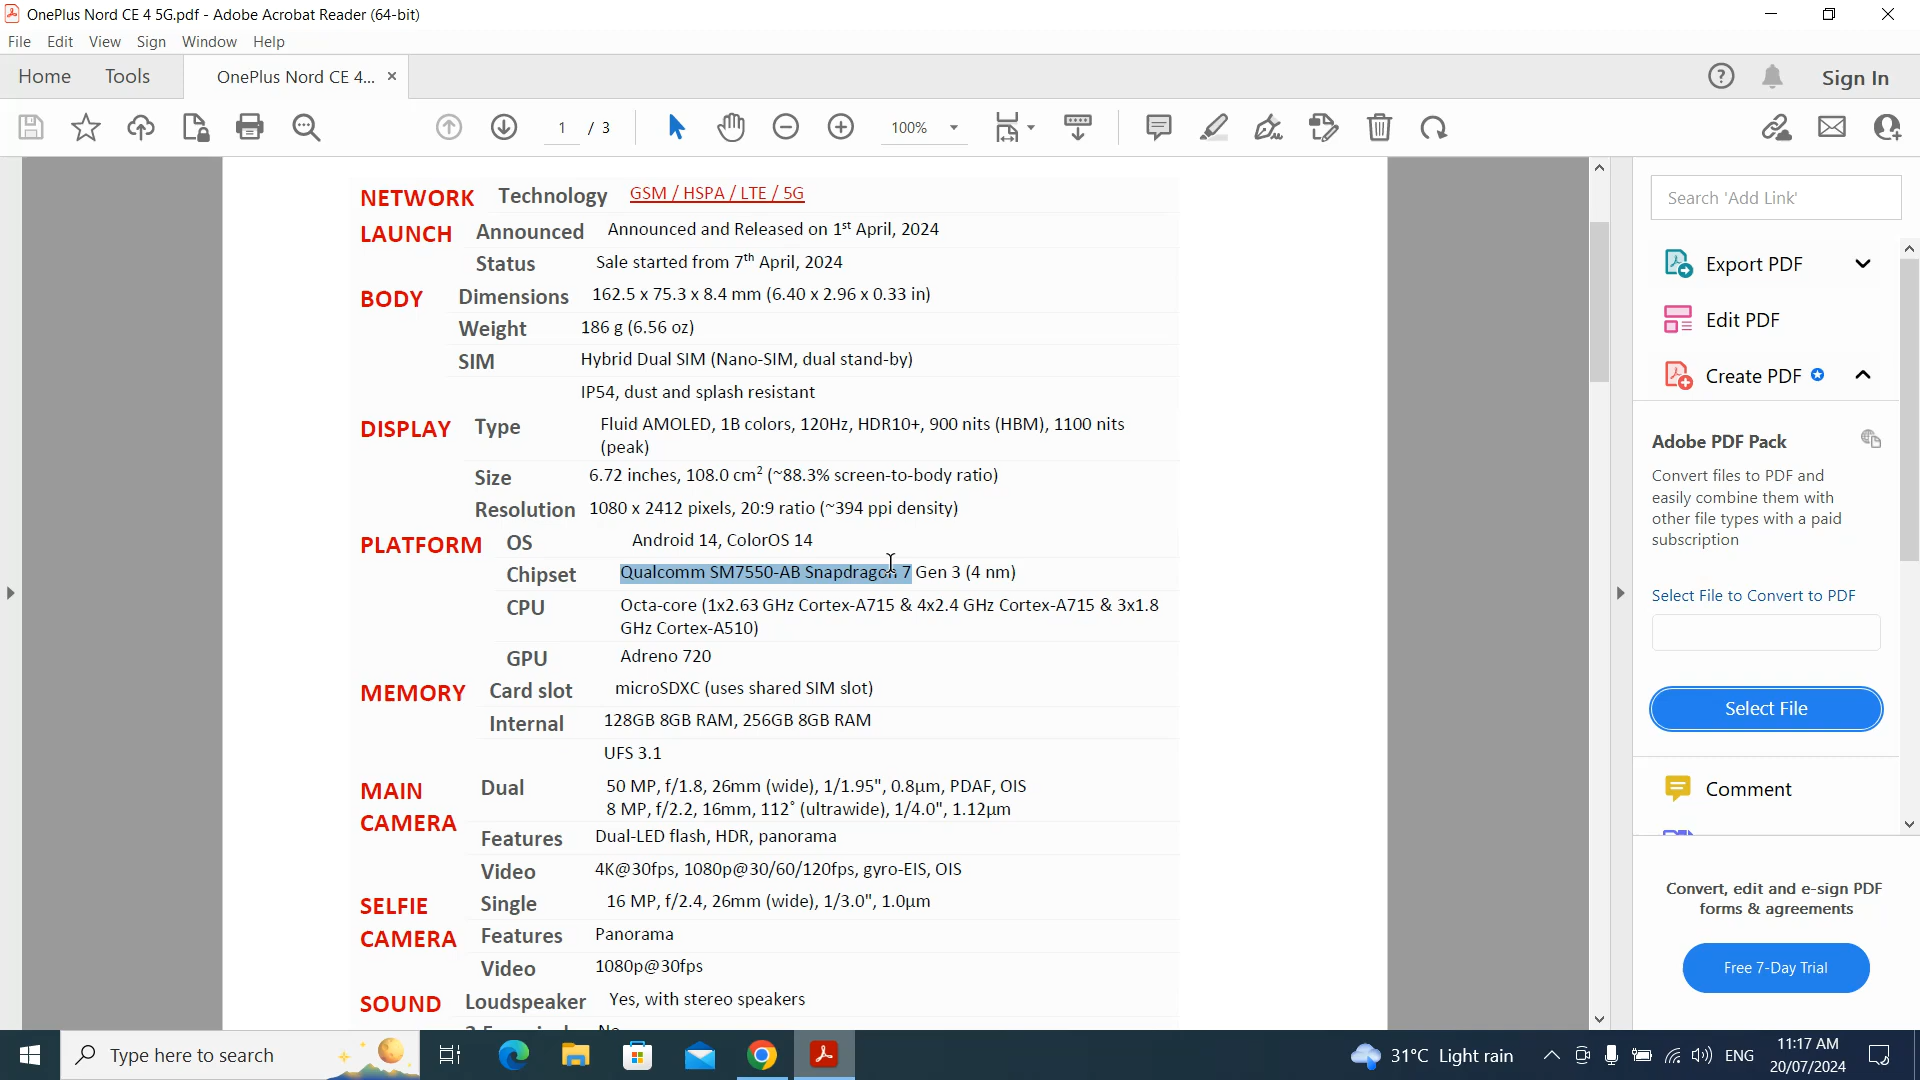 OnePlus Nord CE 4 5G.pdf - Adobe Acrobat Reader (64-bit)
File Edit View Sign Window Help
Home Tools OnePlus Nord CE 4... × Sign In
1 / 3 100%
NETWORK Technology GSM / HSPA / LTE / 5G
LAUNCH Announced Announced and Released on 1st April, 2024
Status Sale started from 7th April, 2024
BODY Dimensions 162.5 x 75.3 x 8.4 mm (6.40 x 2.96 x 0.33 in)
Weight 186 g (6.56 oz)
SIM Hybrid Dual SIM (Nano-SIM, dual stand-by)
IP54, dust and splash resistant
DISPLAY Type Fluid AMOLED, 1B colors, 120Hz, HDR10+, 900 nits (HBM), 1100 nits
(peak)
Size 6.72 inches, 108.0 cm2 (~88.3% screen-to-body ratio)
Resolution 1080 x 2412 pixels, 20:9 ratio (~394 ppi density)
PLATFORM OS Android 14, ColorOS 14
Chipset Qualcomm SM7550-AB Snapdragon 7 Gen 3 (4 nm)
CPU Octa-core (1x2.63 GHz Cortex-A715 & 4x2.4 GHz Cortex-A715 & 3x1.8
GHz Cortex-A510)
GPU Adreno 720
MEMORY Card slot microSDXC (uses shared SIM slot)
Internal 128GB 8GB RAM, 256GB 8GB RAM
UFS 3.1
MAIN Dual 50 MP, f/1.8, 26mm (wide), 1/1.95", 0.8µm, PDAF, OIS
CAMERA 8 MP, f/2.2, 16mm, 112˚ (ultrawide), 1/4.0", 1.12µm
Features Dual-LED flash, HDR, panorama
Video 4K@30fps, 1080p@30/60/120fps, gyro-EIS, OIS
SELFIE Single 16 MP, f/2.4, 26mm (wide), 1/3.0", 1.0µm
CAMERA Features Panorama
Video 1080p@30fps
SOUND Loudspeaker Yes, with stereo speakers
Search 'Add Link'
Export PDF
Edit PDF
Create PDF
Adobe PDF Pack
Convert files to PDF and
easily combine them with
other file types with a paid
subscription
Select File to Convert to PDF
Select File
Comment
Convert, edit and e-sign PDF
forms & agreements
Free 7-Day Trial
Type here to search
31°C Light rain ENG 11:17 AM
20/07/2024